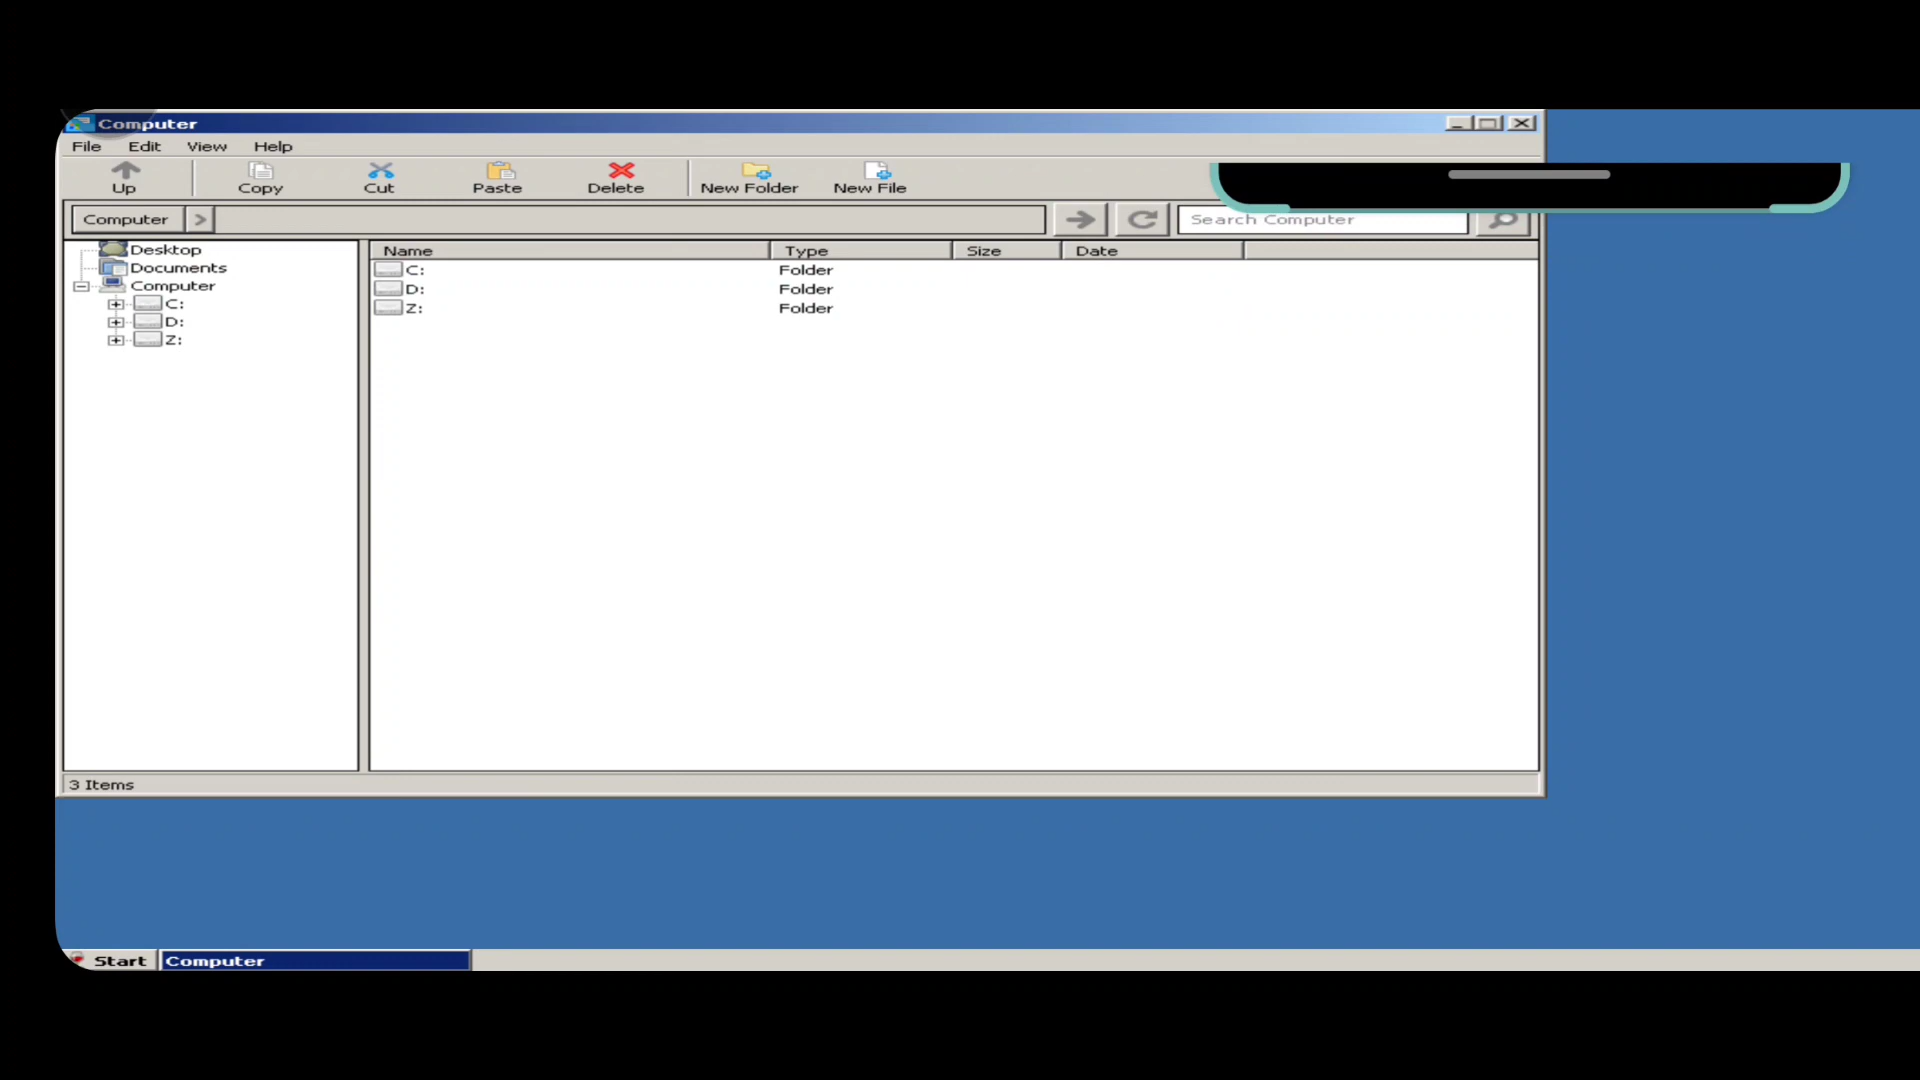 Computer
File Edit View Help
Up Copy Cut Paste Delete New Folder New File
Computer > Search Computer
Desktop
Documents
Computer
C:
D:
Z:
Name Type Size Date
C: Folder
D: Folder
Z: Folder
3 Items
Start Computer